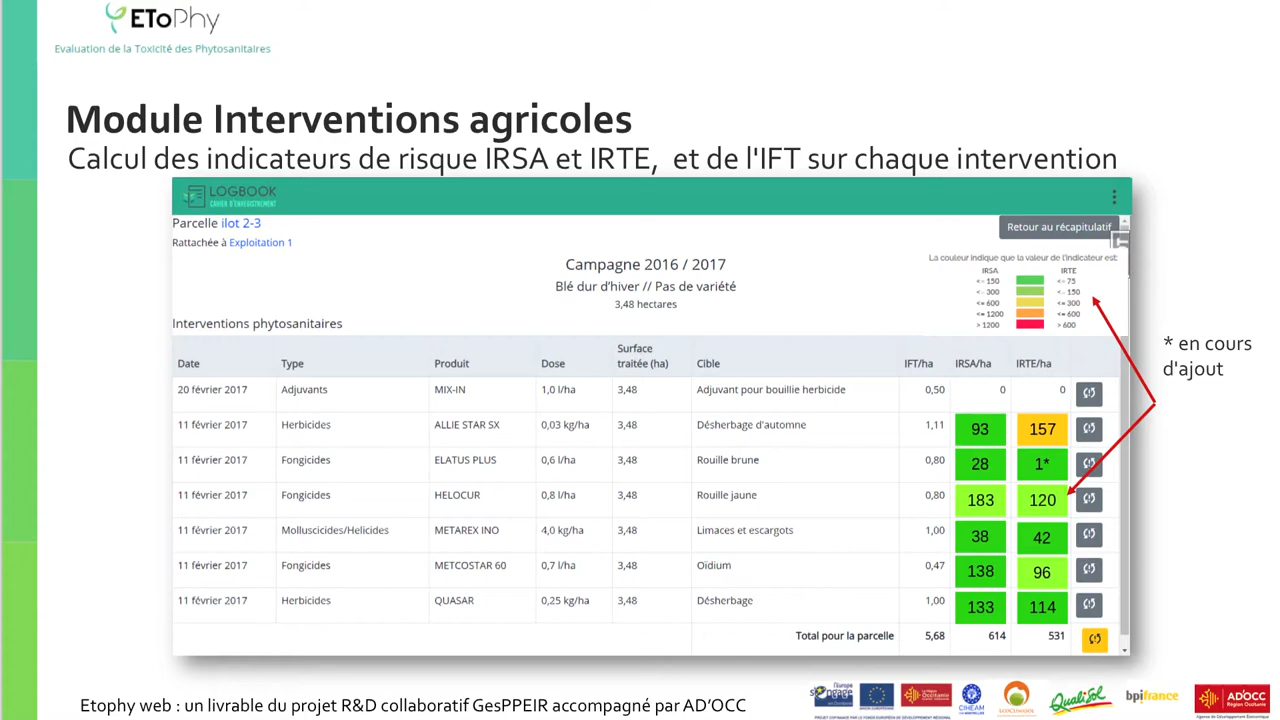 EToPhy
Evaluation de la Toxicité des Phytosanitaires
Module Interventions agricoles
Calcul des indicateurs de risque IRSA et IRTE, et de l'IFT sur chaque intervention
LOGBOOK
CAHIER D'ENREGISTREMENT
Parcelle ilot 2-3
Rattachée à Exploitation 1
Retour au récapitulatif
Campagne 2016 / 2017
Blé dur d'hiver // Pas de variété
3,48 hectares
La couleur indique que la valeur de l'indicateur est:
IRSA IRTE
<= 150 <= 75
<= 300 <= 150
<= 600 <= 300
<= 1200 <= 600
> 1200 > 600
Interventions phytosanitaires
* en cours
d'ajout
Date Type Produit Dose Surface traitée (ha) Cible IFT/ha IRSA/ha IRTE/ha
20 février 2017 Adjuvants MIX-IN 1,0 l/ha 3,48 Adjuvant pour bouillie herbicide 0,50 0 0
11 février 2017 Herbicides ALLIE STAR SX 0,03 kg/ha 3,48 Désherbage d'automne 1,11 93 157
11 février 2017 Fongicides ELATUS PLUS 0,6 l/ha 3,48 Rouille brune 0,80 28 1*
11 février 2017 Fongicides HELOCUR 0,8 l/ha 3,48 Rouille jaune 0,80 183 120
11 février 2017 Molluscicides/Helicides METAREX INO 4,0 kg/ha 3,48 Limaces et escargots 1,00 38 42
11 février 2017 Fongicides METCOSTAR 60 0,7 l/ha 3,48 Oïdium 0,47 138 96
11 février 2017 Herbicides QUASAR 0,25 kg/ha 3,48 Désherbage 1,00 133 114
Total pour la parcelle 5,68 614 531
Etophy web : un livrable du projet R&D collaboratif GesPPEIR accompagné par AD'OCC
l'Europe s'engage
CIHEAM
QualiSol
bpifrance
AD'OCC
Région Occitanie